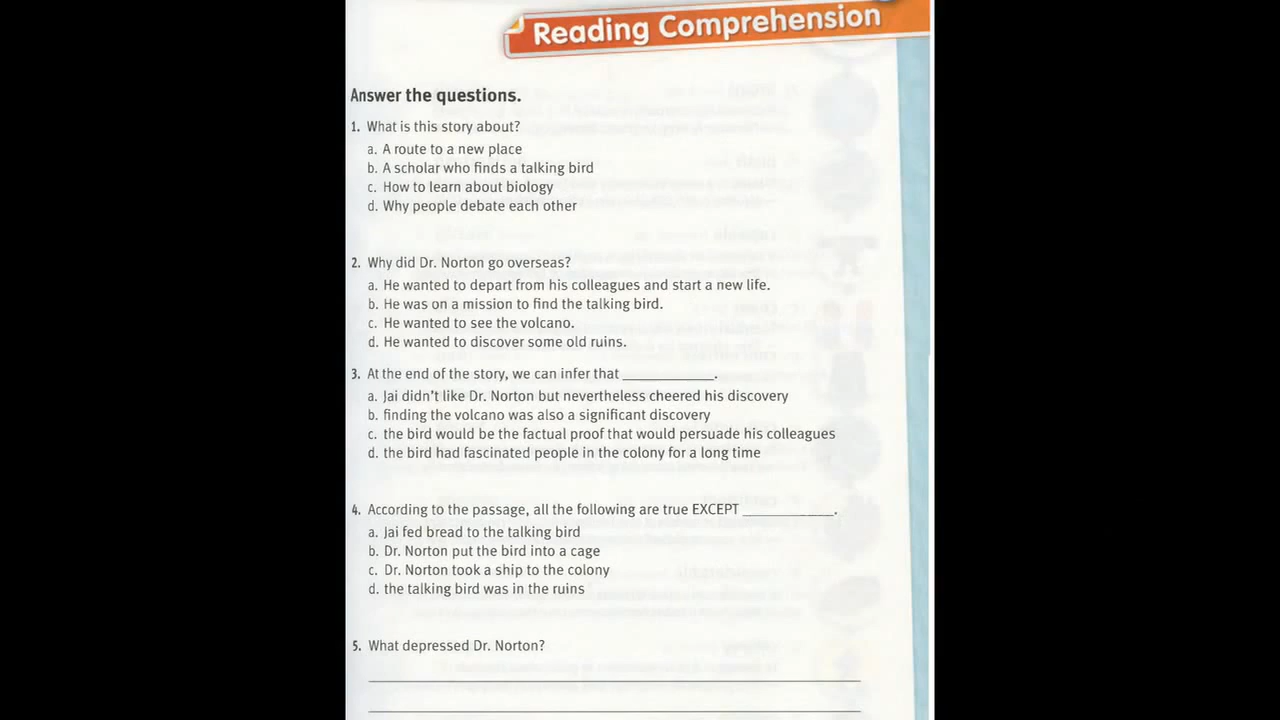 Reading Comprehension
Answer the questions.
1. What is this story about?
a. A route to a new place
b. A scholar who finds a talking bird
c. How to learn about biology
d. Why people debate each other
2. Why did Dr. Norton go overseas?
a. He wanted to depart from his colleagues and start a new life.
b. He was on a mission to find the talking bird.
c. He wanted to see the volcano.
d. He wanted to discover some old ruins.
3. At the end of the story, we can infer that ___________.
a. Jai didn't like Dr. Norton but nevertheless cheered his discovery
b. finding the volcano was also a significant discovery
c. the bird would be the factual proof that would persuade his colleagues
d. the bird had fascinated people in the colony for a long time
4. According to the passage, all the following are true EXCEPT ___________.
a. Jai fed bread to the talking bird
b. Dr. Norton put the bird into a cage
c. Dr. Norton took a ship to the colony
d. the talking bird was in the ruins
5. What depressed Dr. Norton?